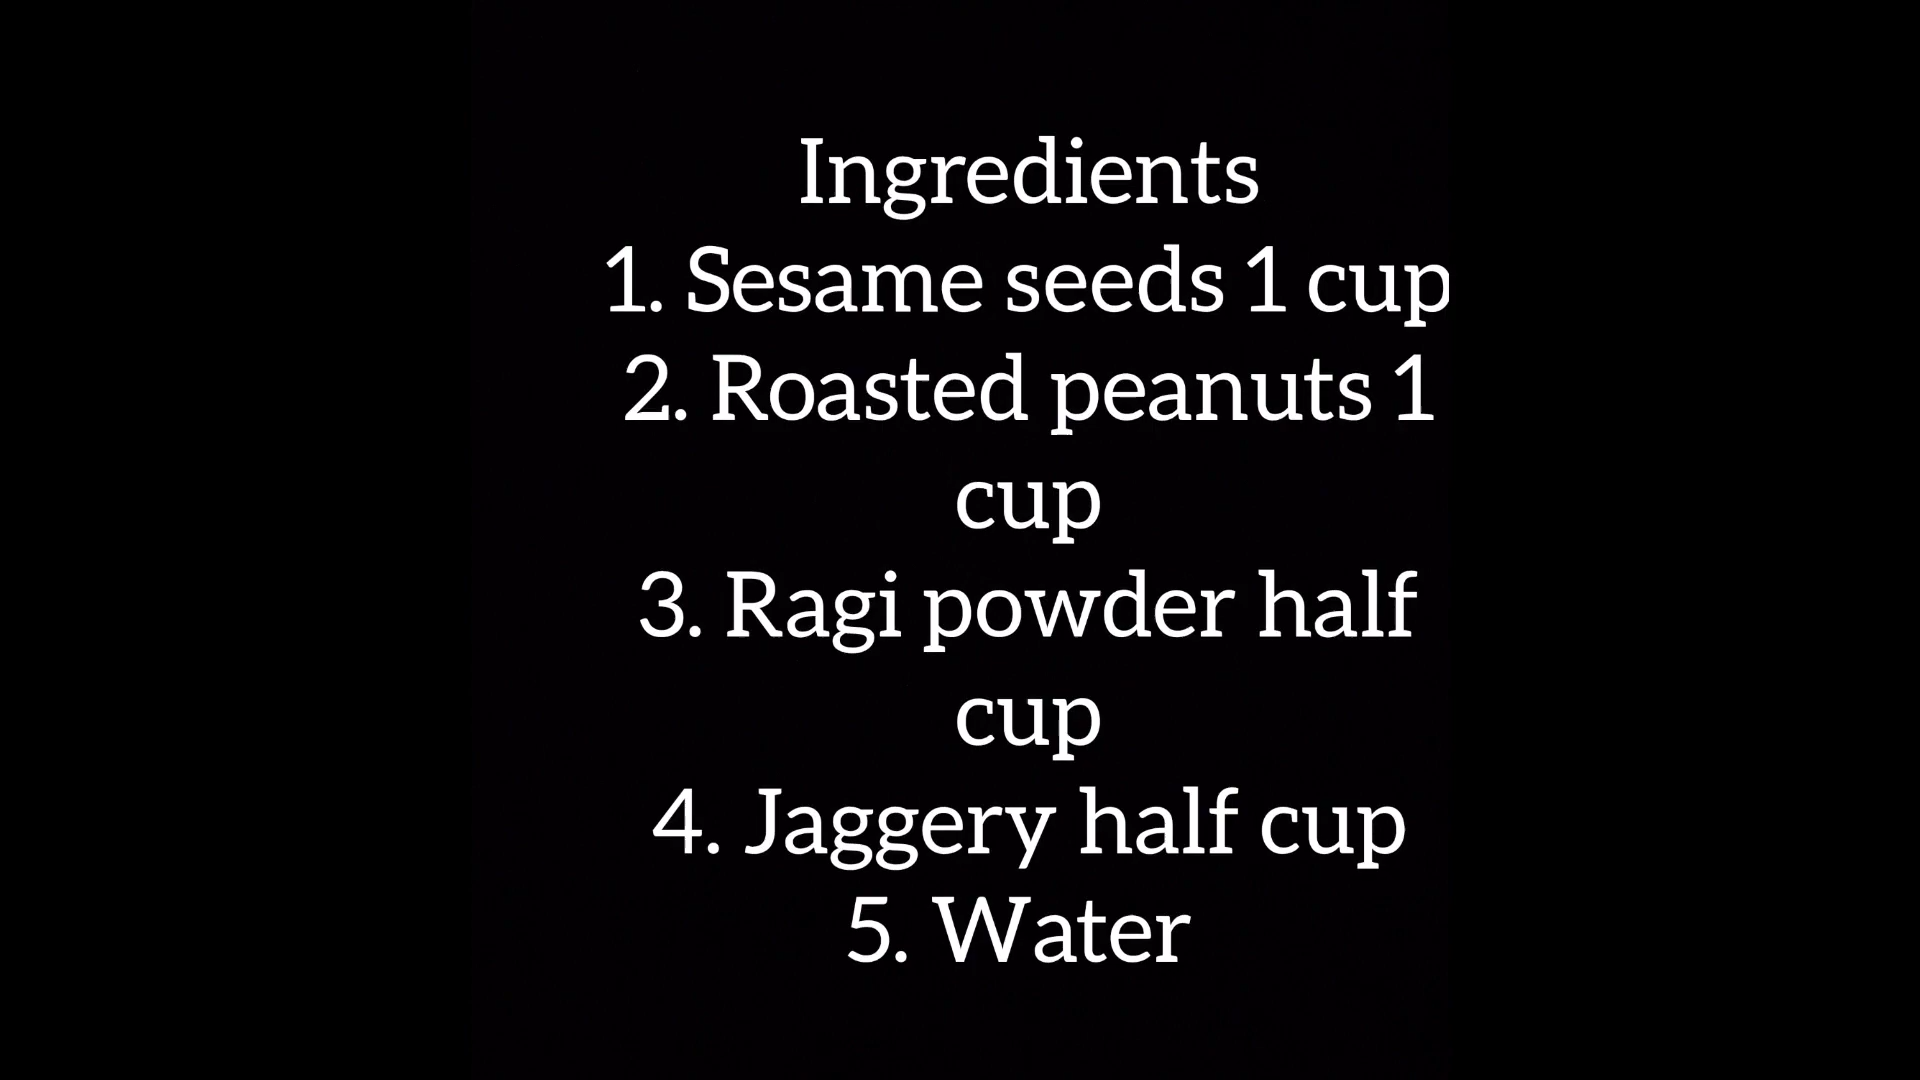 Ingredients
1. Sesame seeds 1 cup
2. Roasted peanuts 1
cup
3. Ragi powder half
cup
4. Jaggery half cup
5. Water